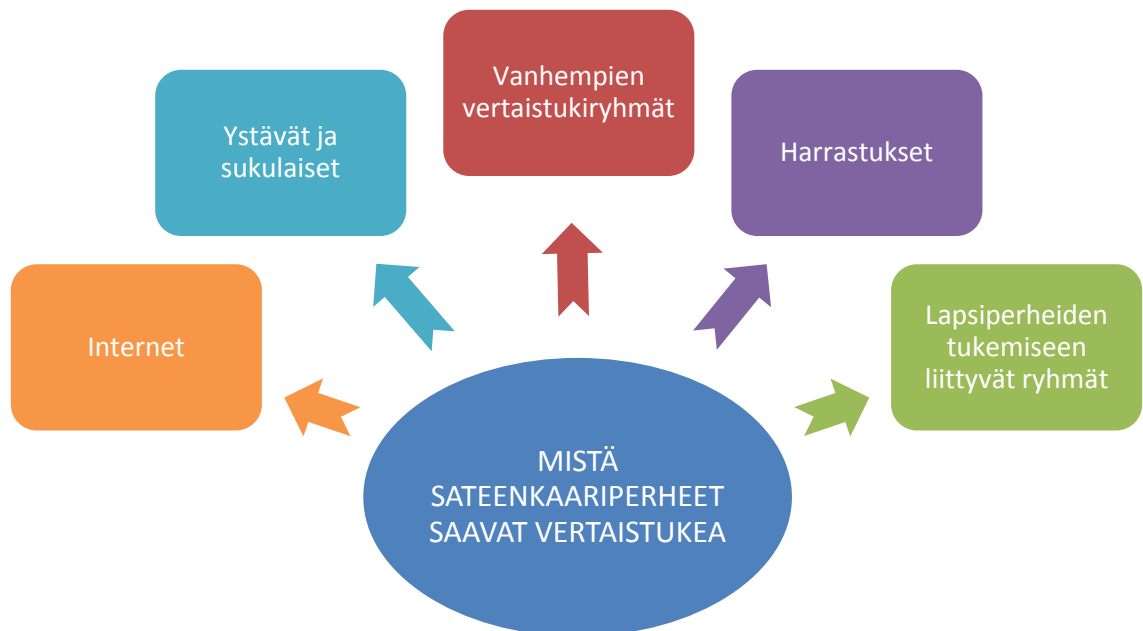 Internet
Ystävät ja
sukulaiset
Vanhempien
vertaistukiryhmät
Harrastukset
Lapsiperheiden
tukemiseen
liittyvät ryhmät
MISTÄ
SATEENKAARIPERHEET
SAAVAT VERTAISTUKEA